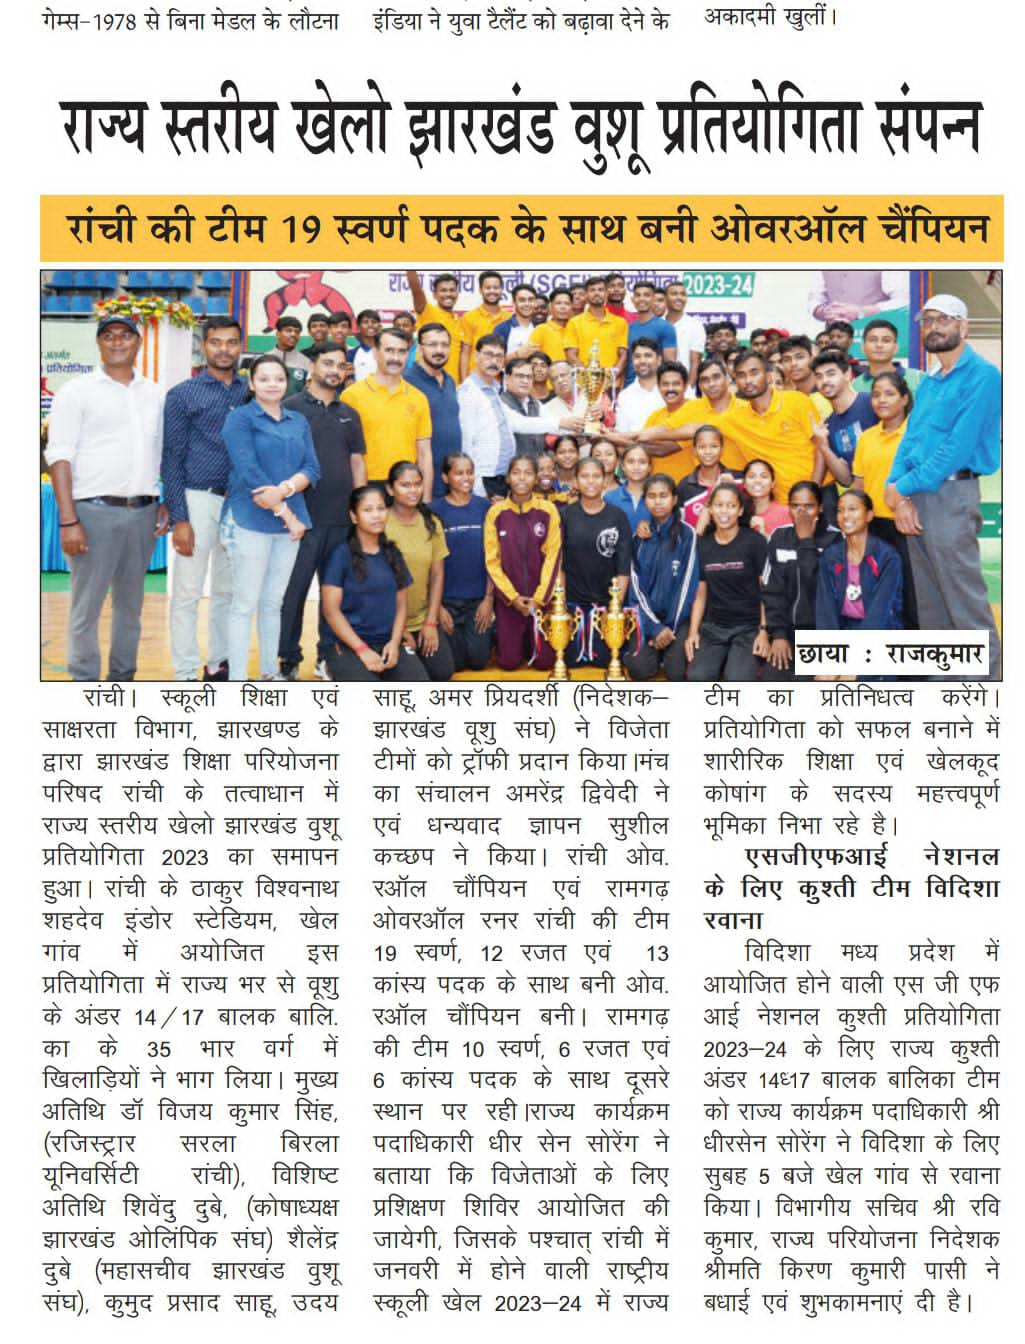 गेम्स-1978 से बिना मेडल के लौटना
इंडिया ने युवा टैलेंट को बढ़ावा देने के
अकादमी खुलीं।
राज्य स्तरीय खेलो झारखंड वुशू प्रतियोगिता संपन्न
रांची की टीम 19 स्वर्ण पदक के साथ बनी ओवरऑल चैंपियन
2023-24
छाया : राजकुमार
रांची। स्कूली शिक्षा एवं
साक्षरता विभाग, झारखण्ड के
द्वारा झारखंड शिक्षा परियोजना
परिषद रांची के तत्वाधान में
राज्य स्तरीय खेलो झारखंड वुशू
प्रतियोगिता 2023 का समापन
हुआ। रांची के ठाकुर विश्वनाथ
शहदेव इंडोर स्टेडियम, खेल
गांव में अयोजित इस
प्रतियोगिता में राज्य भर से वूशु
के अंडर 14/17 बालक बालि.
का के 35 भार वर्ग में
खिलाड़ियों ने भाग लिया। मुख्य
अतिथि डॉ विजय कुमार सिंह,
(रजिस्ट्रार सरला बिरला
यूनिवर्सिटी रांची), विशिष्ट
अतिथि शिवेंदु दुबे, (कोषाध्यक्ष
झारखंड ओलिंपिक संघ) शैलेंद्र
दुबे (महासचीव झारखंड वुशू
संघ), कुमुद प्रसाद साहू, उदय
साहू, अमर प्रियदर्शी (निदेशक–
झारखंड वूशु संघ) ने विजेता
टीमों को ट्रॉफी प्रदान किया।मंच
का संचालन अमरेंद्र द्विवेदी ने
एवं धन्यवाद ज्ञापन सुशील
कच्छप ने किया। रांची ओव.
रऑल चौंपियन एवं रामगढ़
ओवरऑल रनर रांची की टीम
19 स्वर्ण, 12 रजत एवं 13
कांस्य पदक के साथ बनी ओव.
रऑल चौंपियन बनी। रामगढ़
की टीम 10 स्वर्ण, 6 रजत एवं
6 कांस्य पदक के साथ दूसरे
स्थान पर रही।राज्य कार्यक्रम
पदाधिकारी धीर सेन सोरेंग ने
बताया कि विजेताओं के लिए
प्रशिक्षण शिविर आयोजित की
जायेगी, जिसके पश्चात् रांची में
जनवरी में होने वाली राष्ट्रीय
स्कूली खेल 2023–24 में राज्य
टीम का प्रतिनिधत्व करेंगे।
प्रतियोगिता को सफल बनाने में
शारीरिक शिक्षा एवं खेलकूद
कोषांग के सदस्य महत्त्वपूर्ण
भूमिका निभा रहे है।
एसजीएफआई नेशनल
के लिए कुश्ती टीम विदिशा
रवाना
विदिशा मध्य प्रदेश में
आयोजित होने वाली एस जी एफ
आई नेशनल कुश्ती प्रतियोगिता
2023–24 के लिए राज्य कुश्ती
अंडर 14ध्17 बालक बालिका टीम
को राज्य कार्यक्रम पदाधिकारी श्री
धीरसेन सोरेंग ने विदिशा के लिए
सुबह 5 बजे खेल गांव से रवाना
किया। विभागीय सचिव श्री रवि
कुमार, राज्य परियोजना निदेशक
श्रीमति किरण कुमारी पासी ने
बधाई एवं शुभकामनाएं दी है।